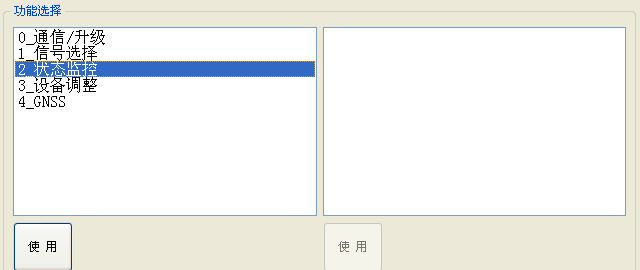 功能选择
0_通信/升级
1_信号选择
2_状态监控
3_设备调整
4_GNSS
使 用
使 用